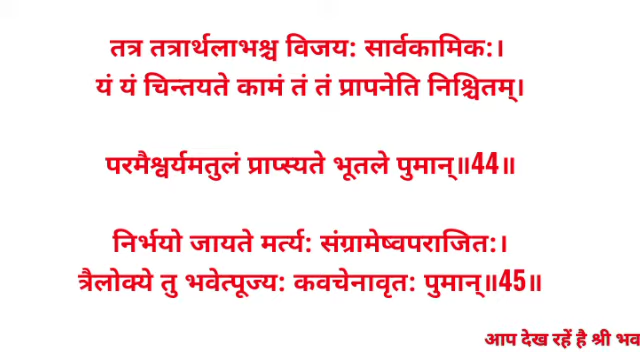 तत्र तत्रार्थलाभश्च विजय: सार्वकामिक:।
यं यं चिन्तयते कामं तं तं प्रापनेति निश्चितम्।
परमैश्वर्यमतुलं प्राप्स्यते भूतले पुमान्॥44॥
निर्भयो जायते मर्त्य: संग्रामेष्वपराजित:।
त्रैलोक्ये तु भवेत्पूज्य: कवचेनावृत: पुमान्॥45॥
आप देख रहें है श्री